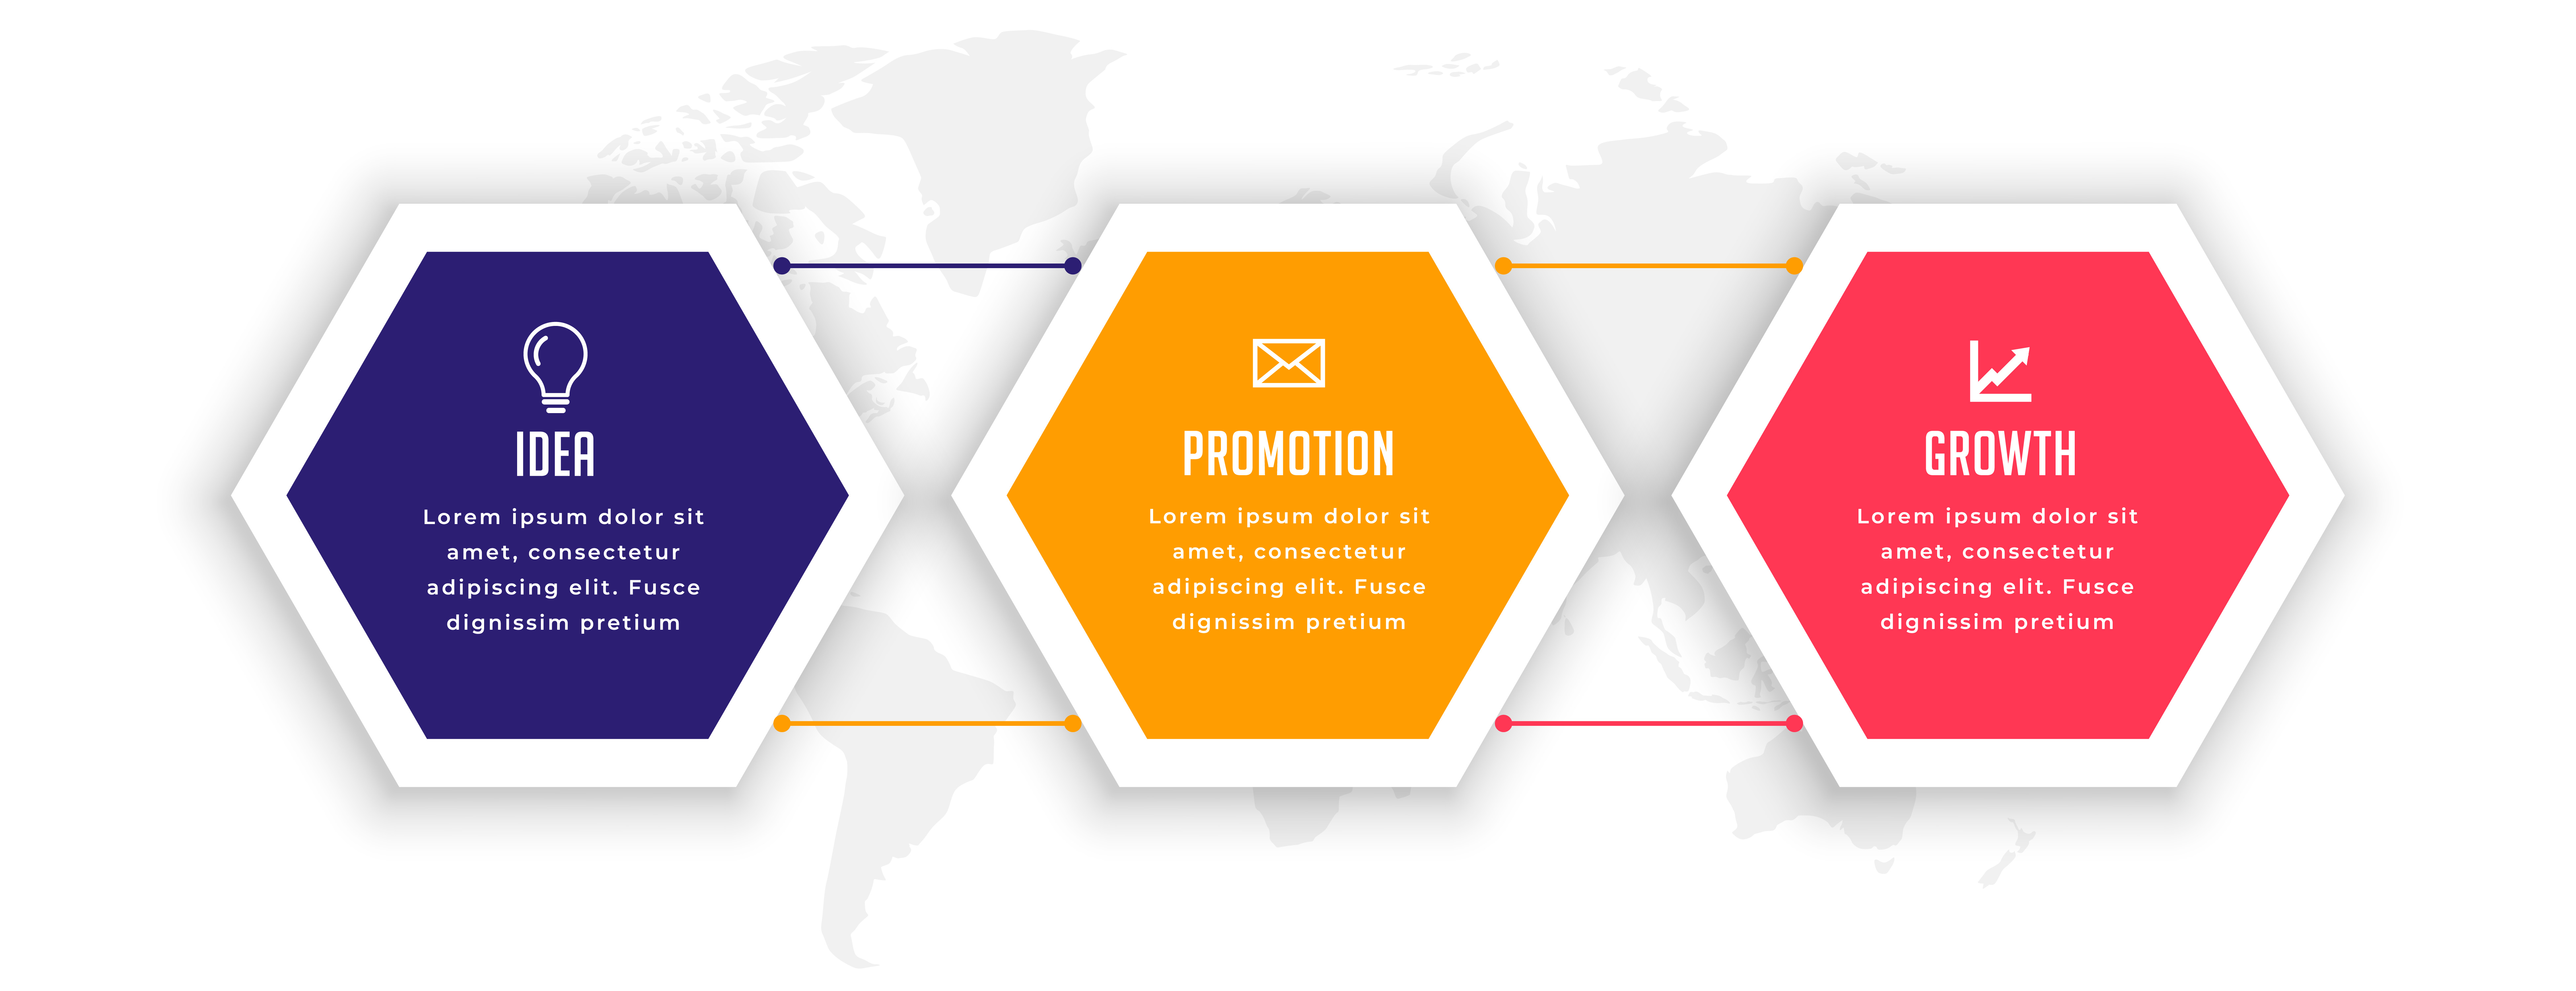 IDEA
Lorem ipsum dolor sit
amet, consectetur
adipiscing elit. Fusce
dignissim pretium
PROMOTION
Lorem ipsum dolor sit
amet, consectetur
adipiscing elit. Fusce
dignissim pretium
GROWTH
Lorem ipsum dolor sit
amet, consectetur
adipiscing elit. Fusce
dignissim pretium